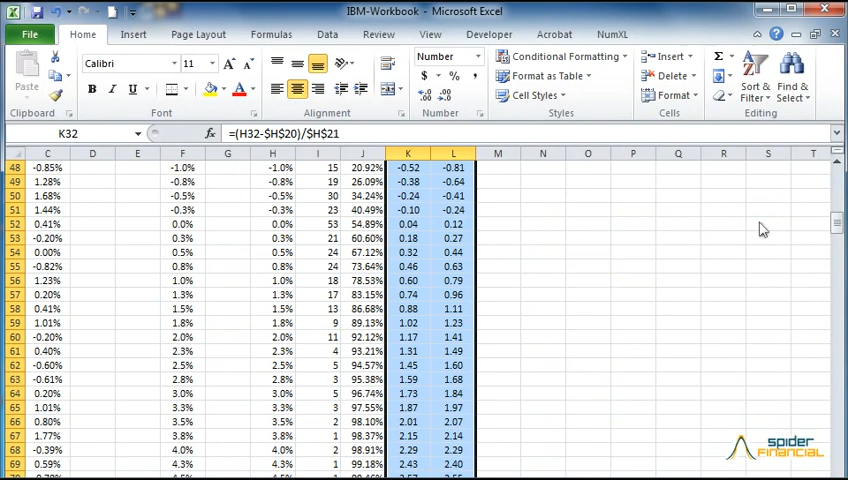 IBM-Workbook - Microsoft Excel
File Home Insert Page Layout Formulas Data Review View Developer Acrobat NumXL
Calibri 11 Number Conditional Formatting Insert Σ
Paste B I U A $ % , Format as Table Delete Sort & Filter Find & Select
Cell Styles Format
Clipboard Font Alignment Number Styles Cells Editing
K32 fx =(H32-$H$20)/$H$21
C D E F G H I J K L M N O P Q R S T
48 -0.85% -1.0% -1.0% 15 20.92% -0.52 -0.81
49 1.28% -0.8% -0.8% 19 26.09% -0.38 -0.64
50 1.68% -0.5% -0.5% 30 34.24% -0.24 -0.41
51 1.44% -0.3% -0.3% 23 40.49% -0.10 -0.24
52 0.41% 0.0% 0.0% 53 54.89% 0.04 0.12
53 -0.20% 0.3% 0.3% 21 60.60% 0.18 0.27
54 0.00% 0.5% 0.5% 24 67.12% 0.32 0.44
55 -0.82% 0.8% 0.8% 24 73.64% 0.46 0.63
56 1.23% 1.0% 1.0% 18 78.53% 0.60 0.79
57 0.20% 1.3% 1.3% 17 83.15% 0.74 0.96
58 0.41% 1.5% 1.5% 13 86.68% 0.88 1.11
59 1.01% 1.8% 1.8% 9 89.13% 1.02 1.23
60 -0.20% 2.0% 2.0% 11 92.12% 1.17 1.41
61 0.40% 2.3% 2.3% 4 93.21% 1.31 1.49
62 -0.60% 2.5% 2.5% 5 94.57% 1.45 1.60
63 -0.61% 2.8% 2.8% 3 95.38% 1.59 1.68
64 0.20% 3.0% 3.0% 5 96.74% 1.73 1.84
65 1.01% 3.3% 3.3% 3 97.55% 1.87 1.97
66 0.80% 3.5% 3.5% 2 98.10% 2.01 2.07
67 1.77% 3.8% 3.8% 1 98.37% 2.15 2.14
68 -0.39% 4.0% 4.0% 2 98.91% 2.29 2.29
69 0.59% 4.3% 4.3% 1 99.18% 2.43 2.40
spider
FINANCIAL